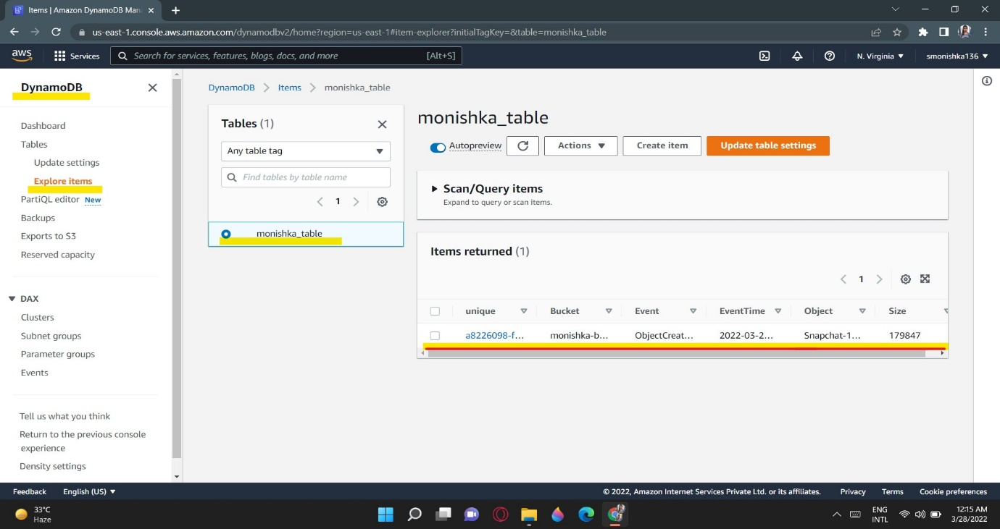 Items | Amazon DynamoDB Man
us-east-1.console.aws.amazon.com/dynamodbv2/home?region=us-east-1#item-explorer?initialTagKey=&table=monishka_table
aws
Services
Search for services, features, blogs, docs, and more
[Alt+S]
N. Virginia
smonishka136
DynamoDB
Dashboard
Tables
Update settings
Explore items
PartiQL editor New
Backups
Exports to S3
Reserved capacity
DAX
Clusters
Subnet groups
Parameter groups
Events
Tell us what you think
Return to the previous console
experience
Density settings
DynamoDB
Items
monishka_table
Tables (1)
Any table tag
Find tables by table name
1
monishka_table
monishka_table
Autopreview
Actions
Create item
Update table settings
Scan/Query items
Expand to query or scan items.
Items returned (1)
1
unique Bucket Event EventTime Object Size
a8226098-f... monishka-b... ObjectCreat... 2022-03-2... Snapchat-1... 179847
Feedback
English (US)
© 2022, Amazon Internet Services Private Ltd. or its affiliates.
Privacy
Terms
Cookie preferences
33°C
Haze
ENG
INTL
12:15 AM
3/28/2022